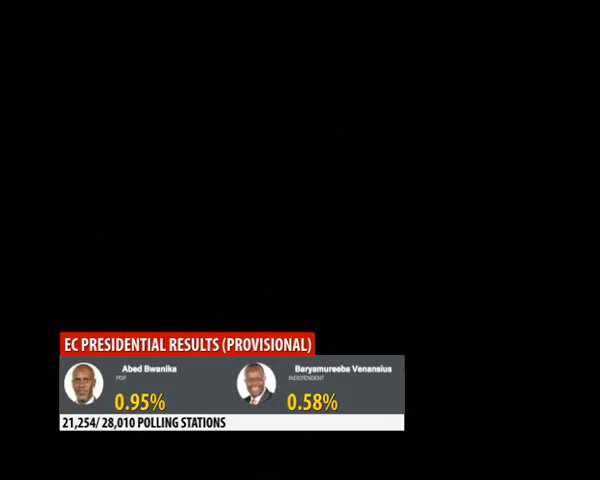 EC PRESIDENTIAL RESULTS (PROVISIONAL)
Abed Bwanika
PDP
0.95%
Baryamureeba Venansius
INDEPENDENT
0.58%
21,254/ 28,010 POLLING STATIONS